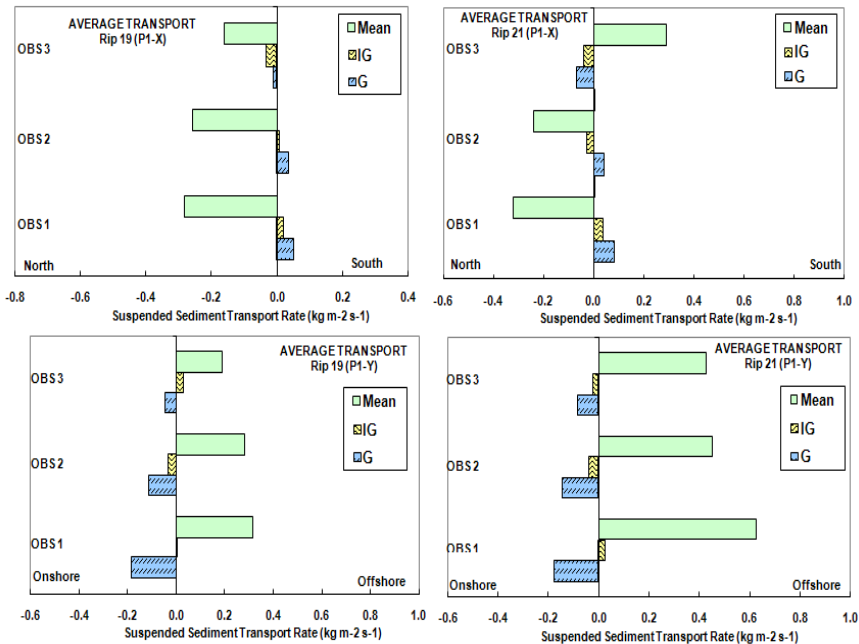 AVERAGE TRANSPORT
Rip 19 (P1-X)
Mean
IG
G
OBS3
OBS2
OBS1
North
South
-0.8 -0.6 -0.4 -0.2 0.0 0.2 0.4
Suspended Sediment Transport Rate (kg m-2 s-1)
AVERAGE TRANSPORT
Rip 21 (P1-X)
Mean
IG
G
OBS3
OBS2
OBS1
North
South
-0.6 -0.4 -0.2 0.0 0.2 0.4 0.6 0.8 1.0
Suspended Sediment Transport Rate (kg m-2 s-1)
AVERAGE TRANSPORT
Rip 19 (P1-Y)
Mean
IG
G
OBS3
OBS2
OBS1
Onshore
Offshore
-0.6 -0.4 -0.2 0.0 0.2 0.4 0.6 0.8 1.0
Suspended Sediment Transport Rate (kg m-2 s-1)
AVERAGE TRANSPORT
Rip 21 (P1-Y)
Mean
IG
G
OBS3
OBS2
OBS1
Onshore
Offshore
-0.6 -0.4 -0.2 0.0 0.2 0.4 0.6 0.8 1.0
Suspended Sediment Transport Rate (kg m-2 s-1)